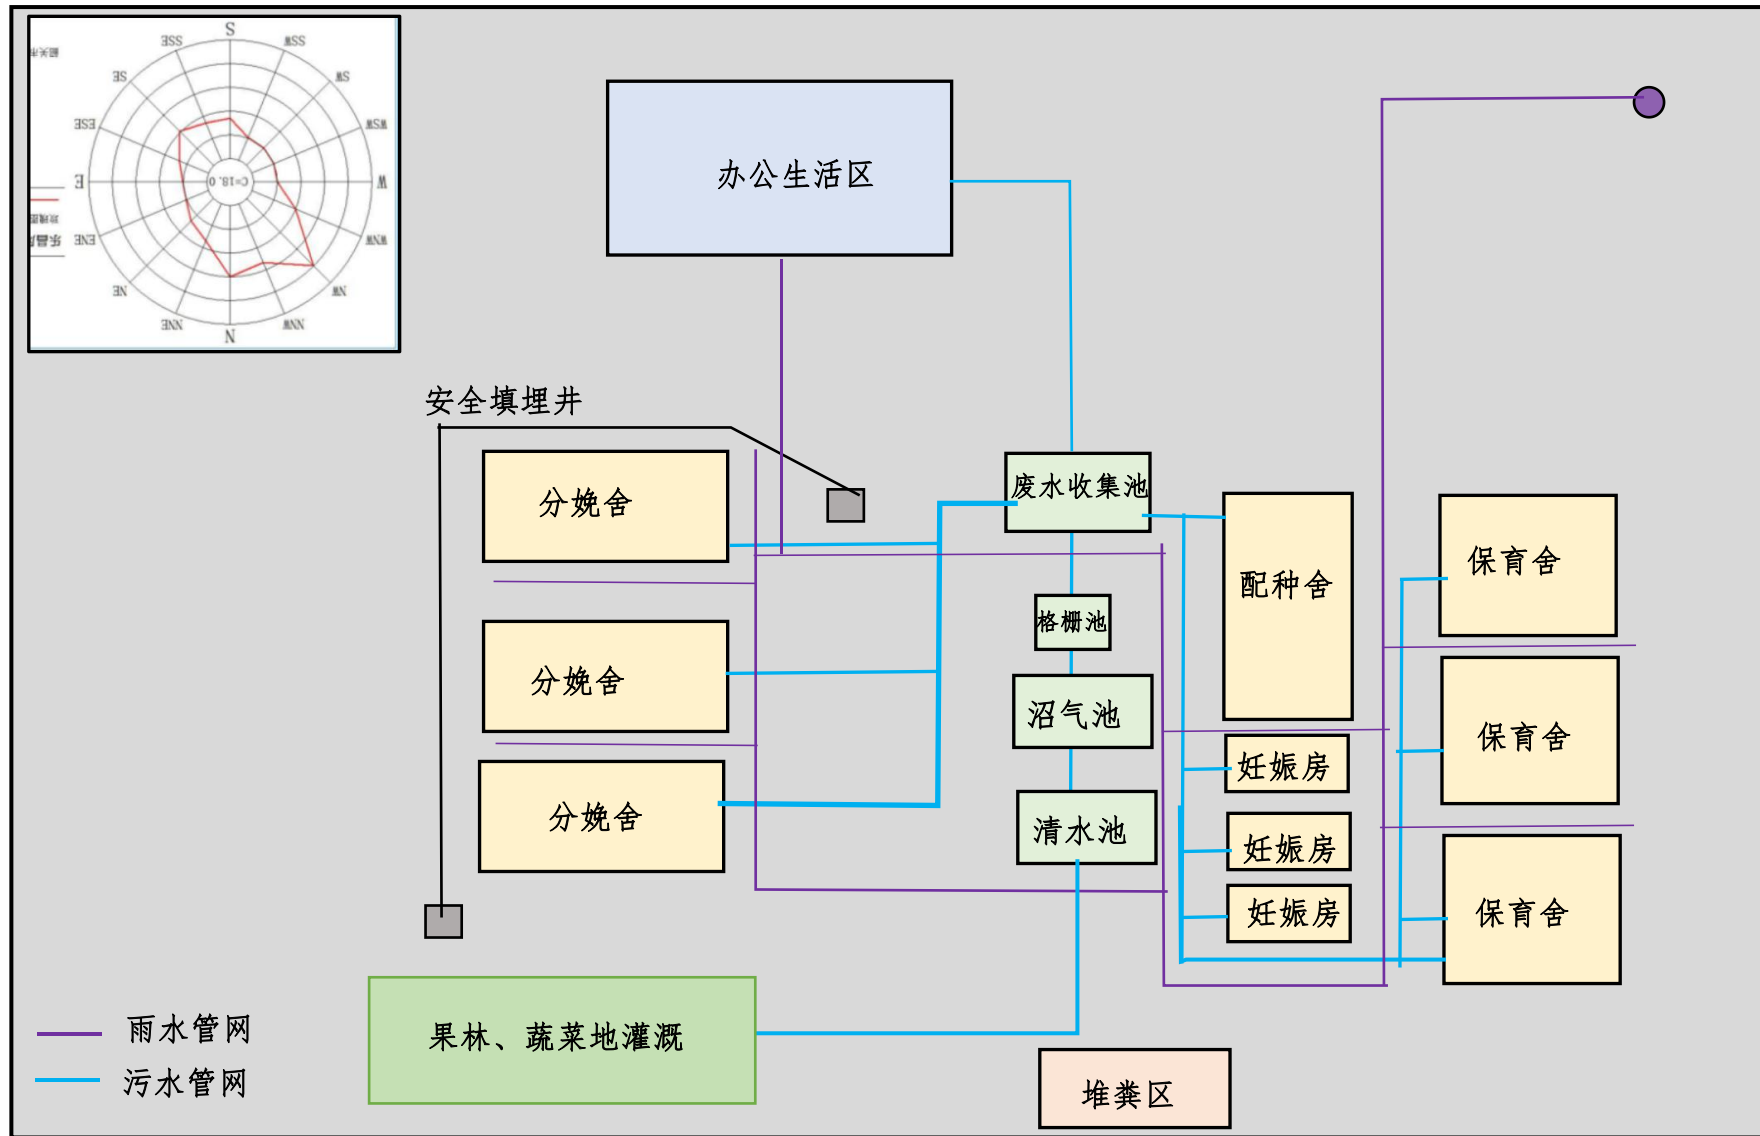 S
SSE
SSW
SE
SW
ESE
WSW
E
C=18.0
W
ENE
WNW
NE
NW
NNE
NNW
N
办公生活区
安全填埋井
分娩舍
废水收集池
配种舍
保育舍
格栅池
分娩舍
沼气池
保育舍
妊娠房
分娩舍
清水池
妊娠房
妊娠房
保育舍
果林、蔬菜地灌溉
雨水管网
污水管网
堆粪区